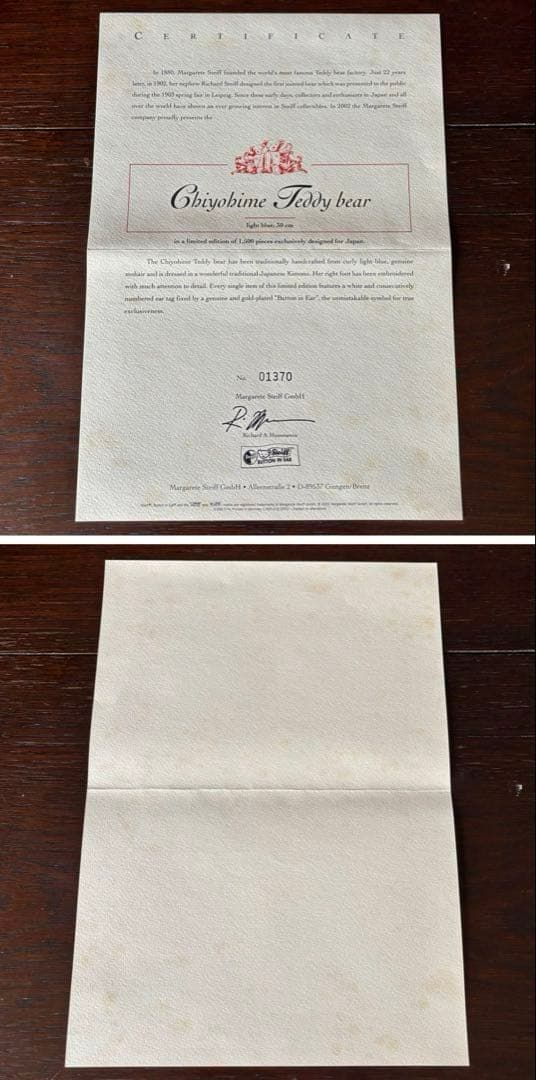 CERTIFICATE
In 1880, Margarete Steiff founded the world's most famous Teddy bear factory. Just 22 years
later, in 1902, her nephew Richard Steiff designed the first jointed bear which was presented to the public
during the 1903 spring fair in Leipzig. Since these early days, collectors and enthusiasts in Japan and all
over the world have shown an ever growing interest in Steiff collectibles. In 2002 the Margarete Steiff
company proudly presents the
Chiyohime Teddy bear
light blue, 30 cm
in a limited edition of 1,500 pieces exclusively designed for Japan.
The Chiyohime Teddy bear has been traditionally handcrafted from curly light blue, genuine
mohair and is dressed in a wonderful traditional Japanese Kimono. Her right foot has been embroidered
with much attention to detail. Every single item of this limited edition features a white and consecutively
numbered ear tag fixed by a genuine and gold-plated "Button in Ear", the unmistakable symbol for true
exclusiveness.
No. 01370
Margarete Steiff GmbH
Richard A.
Steiff
BUTTON IN EAR
Margarete Steiff GmbH • Alleenstraße 2 • D-89537 Giengen/Brenz